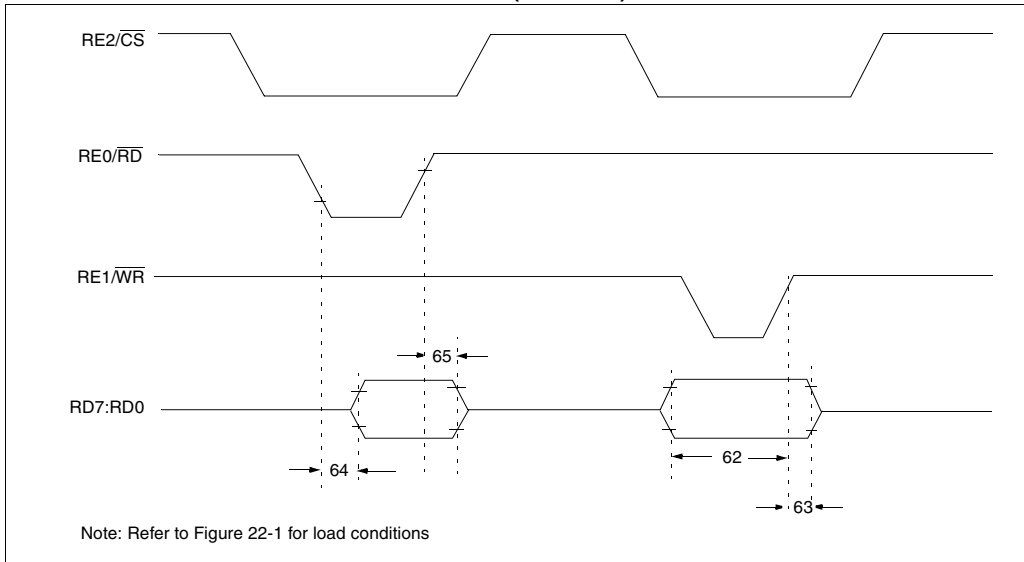 RE2/CS
RE0/RD
RE1/WR
65
RD7:RD0
62
64
63
Note: Refer to Figure 22-1 for load conditions